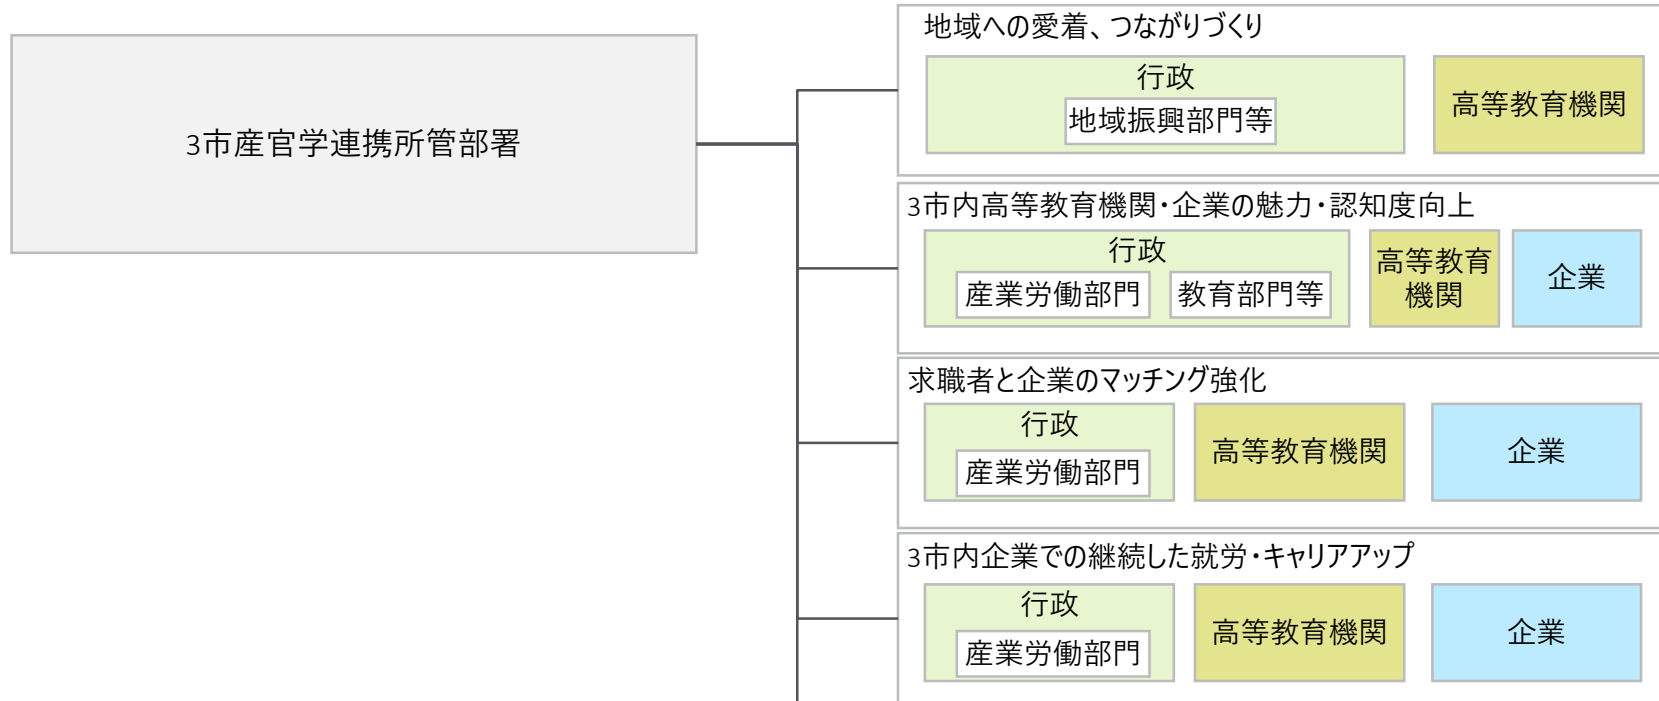 3市産官学連携所管部署
地域への愛着、つながりづくり
行政
地域振興部門等
高等教育機関
3市内高等教育機関・企業の魅力・認知度向上
行政
産業労働部門
教育部門等
高等教育
機関
企業
求職者と企業のマッチング強化
行政
産業労働部門
高等教育機関
企業
3市内企業での継続した就労・キャリアアップ
行政
産業労働部門
高等教育機関
企業